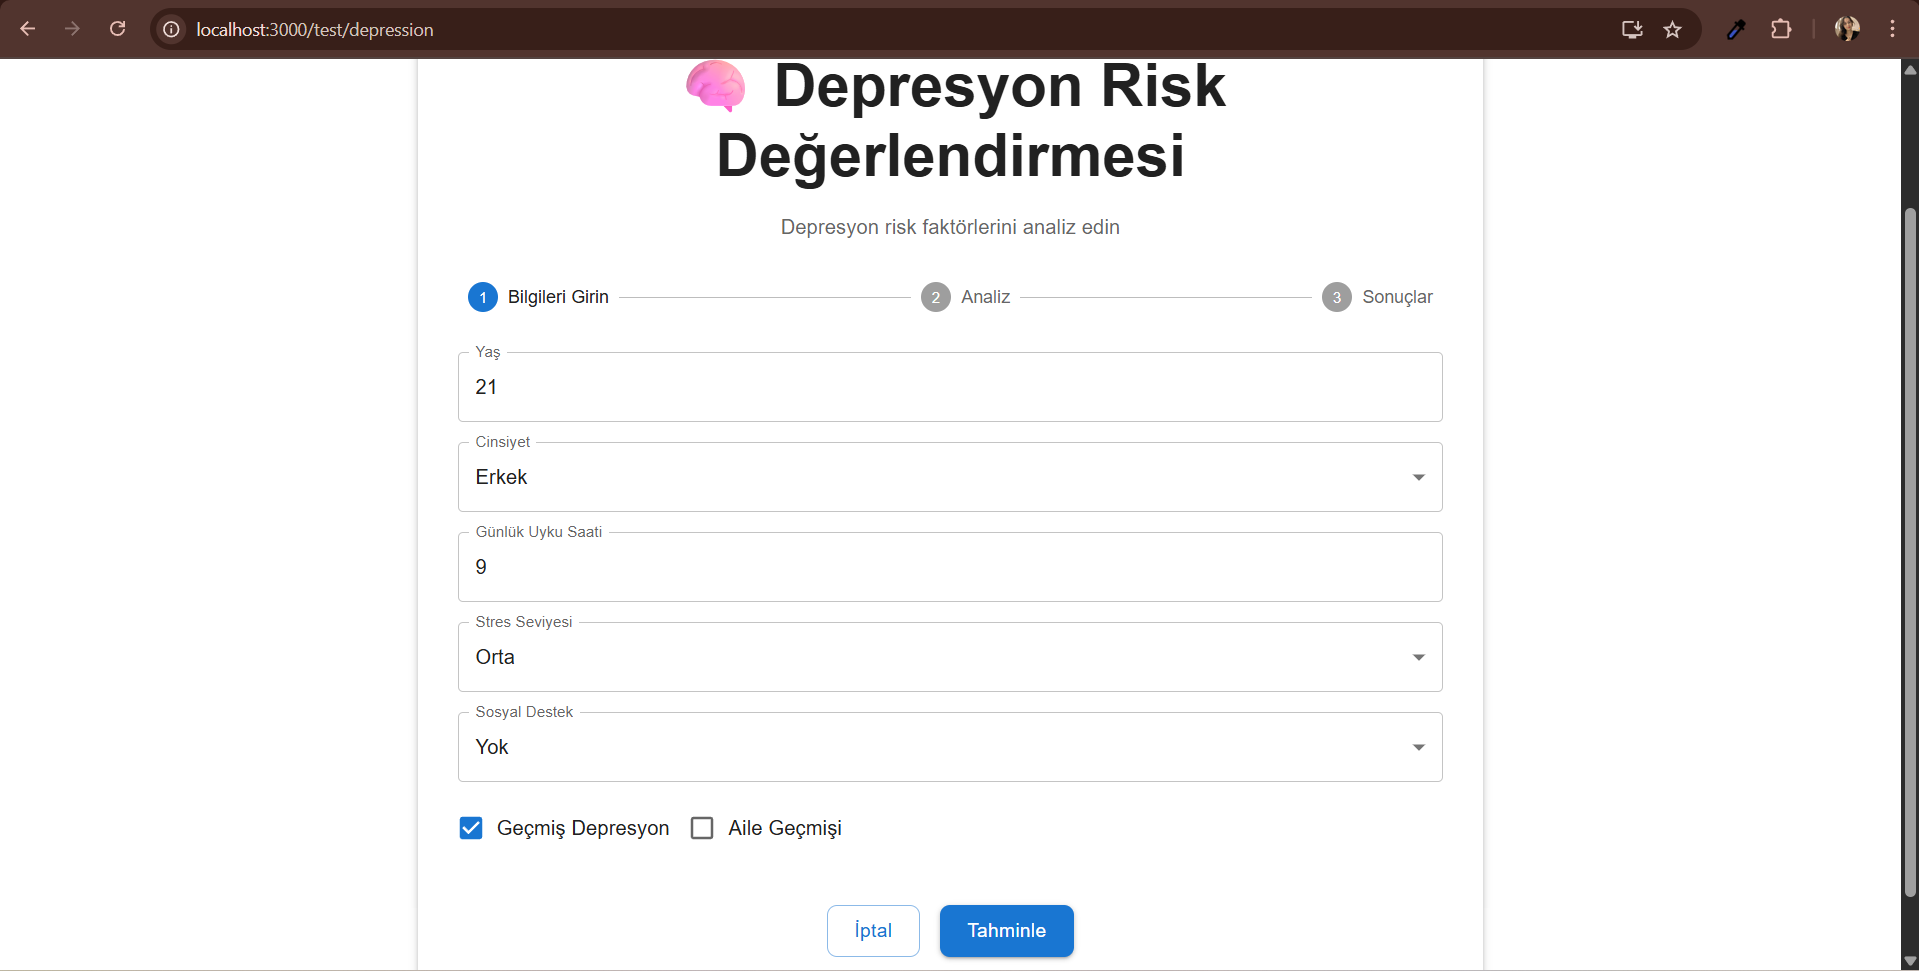 localhost:3000/test/depression
Depresyon Risk
Değerlendirmesi
Depresyon risk faktörlerini analiz edin
1 Bilgileri Girin 2 Analiz 3 Sonuçlar
Yaş
21
Cinsiyet
Erkek
Günlük Uyku Saati
9
Stres Seviyesi
Orta
Sosyal Destek
Yok
Geçmiş Depresyon Aile Geçmişi
İptal Tahminle